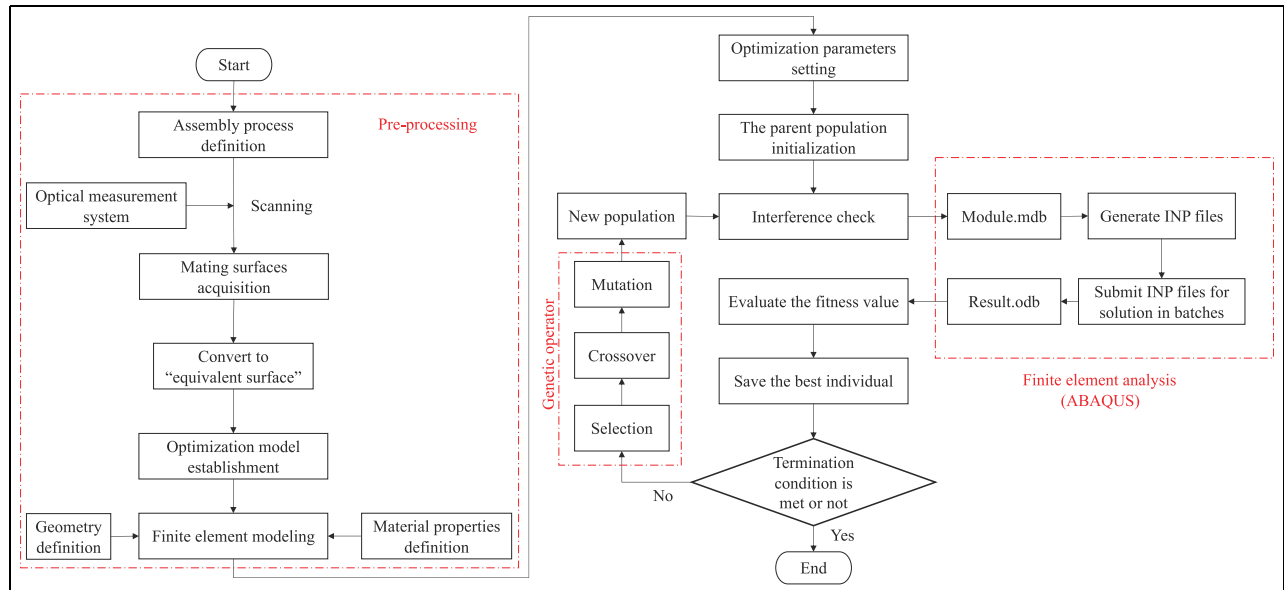 Start
Pre-processing
Assembly process
definition
Optical measurement
system
Scanning
Mating surfaces
acquisition
Convert to
“equivalent surface”
Optimization model
establishment
Geometry
definition
Finite element modeling
Material properties
definition
Optimization parameters
setting
The parent population
initialization
New population
Interference check
Module.mdb
Generate INP files
Mutation
Evaluate the fitness value
Result.odb
Submit INP files for
solution in batches
Genetic operator
Crossover
Save the best individual
Finite element analysis
(ABAQUS)
Selection
Termination
condition is
met or not
No
Yes
End